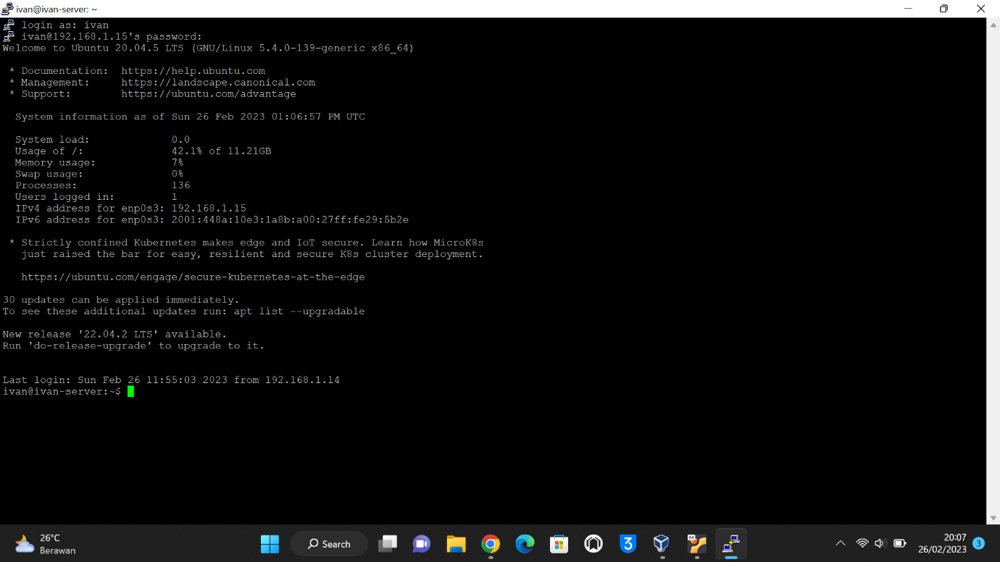 ivan@ivan-server: ~
login as: ivan
ivan@192.168.1.15's password:
Welcome to Ubuntu 20.04.5 LTS (GNU/Linux 5.4.0-139-generic x86_64)
* Documentation: https://help.ubuntu.com
* Management: https://landscape.canonical.com
* Support: https://ubuntu.com/advantage
System information as of Sun 26 Feb 2023 01:06:57 PM UTC
System load: 0.0
Usage of /: 42.1% of 11.21GB
Memory usage: 7%
Swap usage: 0%
Processes: 136
Users logged in: 1
IPv4 address for enp0s3: 192.168.1.15
IPv6 address for enp0s3: 2001:448a:10e3:1a8b:a00:27ff:fe29:5b2e
* Strictly confined Kubernetes makes edge and IoT secure. Learn how MicroK8s
just raised the bar for easy, resilient and secure K8s cluster deployment.
https://ubuntu.com/engage/secure-kubernetes-at-the-edge
30 updates can be applied immediately.
To see these additional updates run: apt list --upgradable
New release '22.04.2 LTS' available.
Run 'do-release-upgrade' to upgrade to it.
Last login: Sun Feb 26 11:55:03 2023 from 192.168.1.14
ivan@ivan-server:~$
26°C
Berawan
Search
3
64
20:07
26/02/2023
3